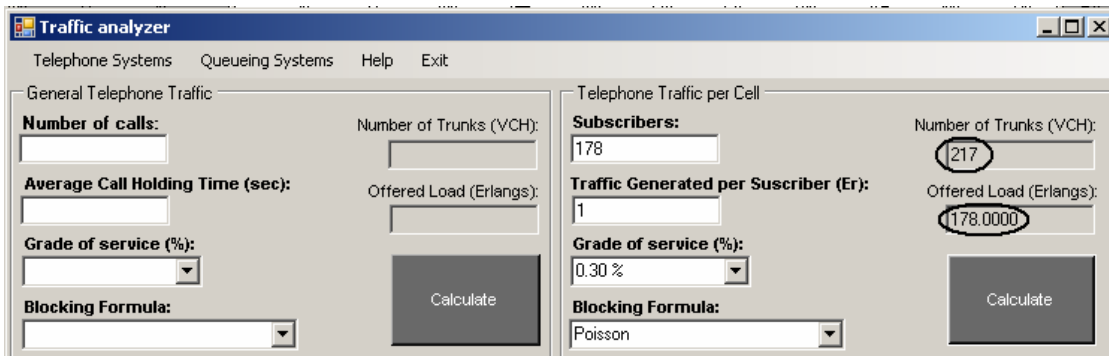 Traffic analyzer
Telephone Systems Queueing Systems Help Exit
General Telephone Traffic
Number of calls:
Number of Trunks (VCH):
Average Call Holding Time (sec):
Offered Load (Erlangs):
Grade of service (%):
Calculate
Blocking Formula:
Telephone Traffic per Cell
Subscribers:
Number of Trunks (VCH):
178
217
Traffic Generated per Suscriber (Er):
Offered Load (Erlangs):
1
178.0000
Grade of service (%):
0.30 %
Calculate
Blocking Formula:
Poisson